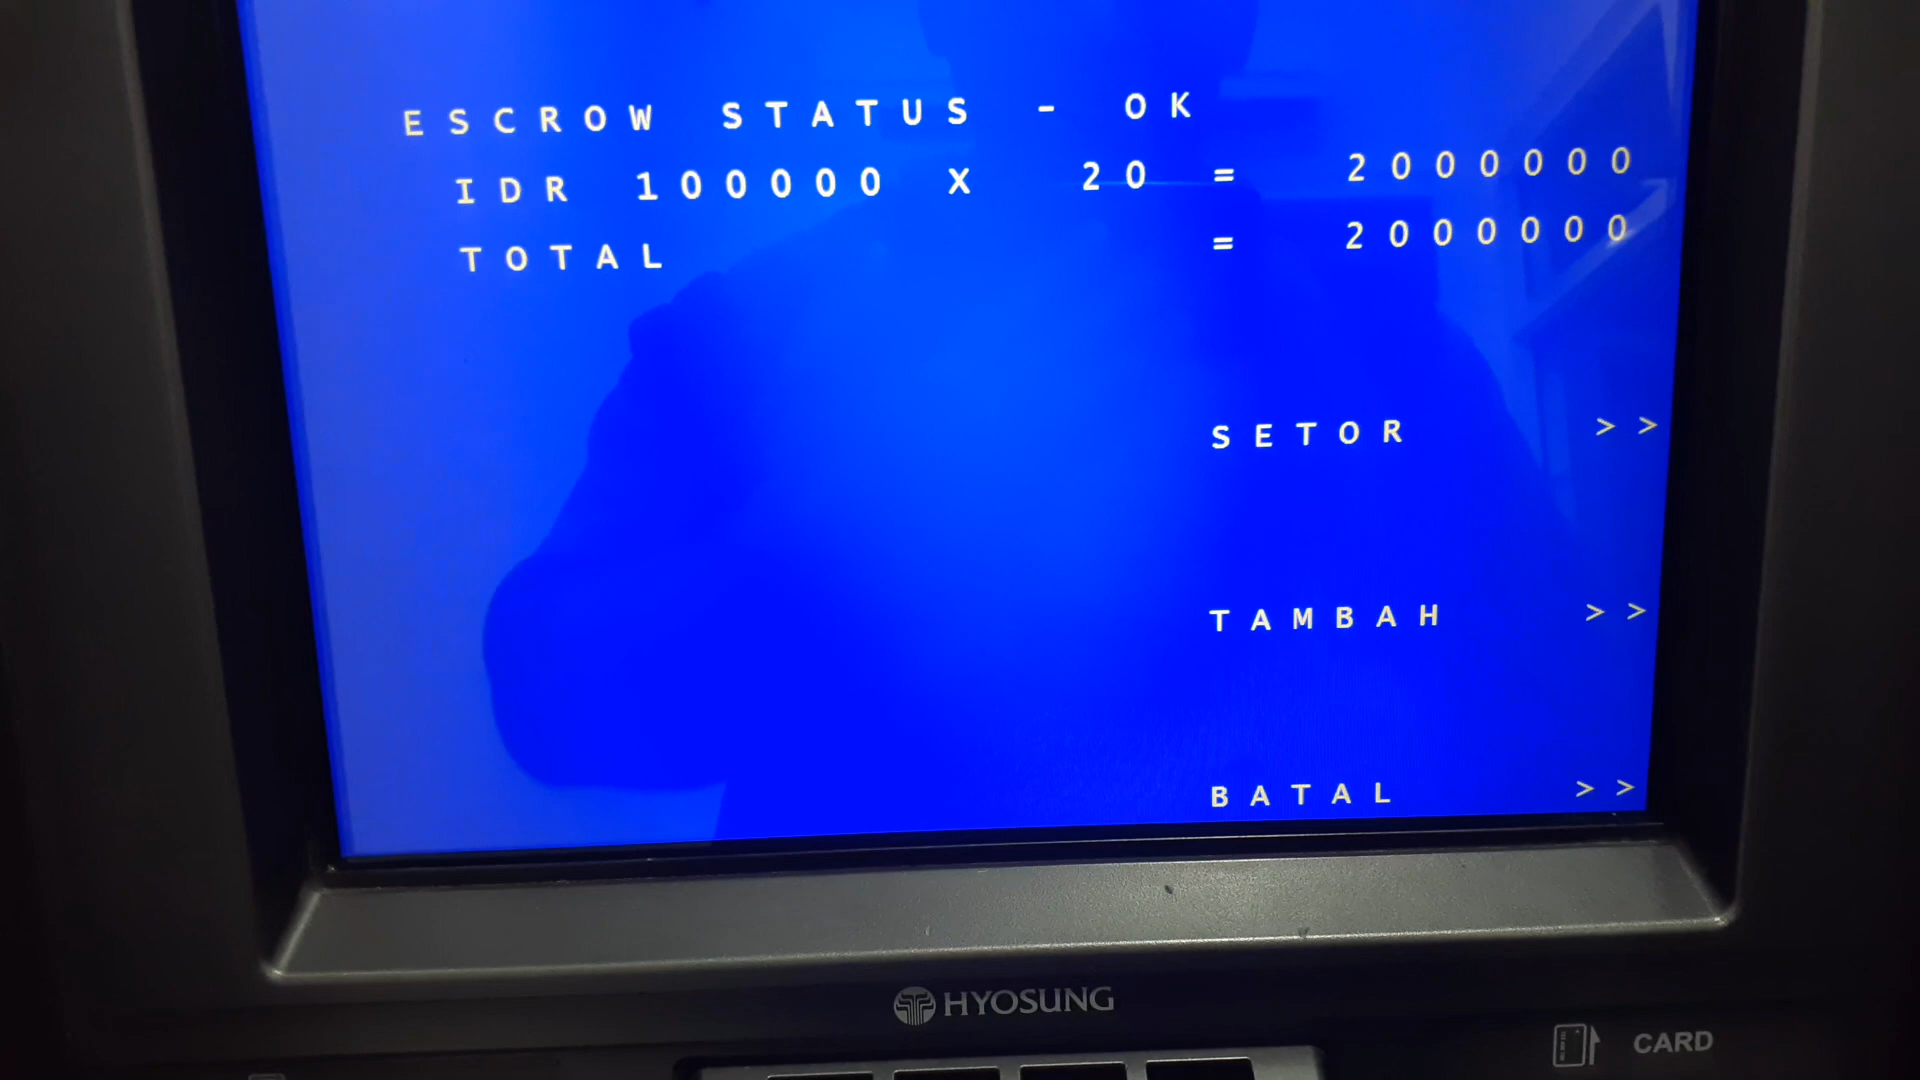 ESCROW STATUS - OK
IDR 100000 X 20 = 2000000
TOTAL = 2000000
SETOR >>
TAMBAH >>
BATAL >>
HYOSUNG
CARD